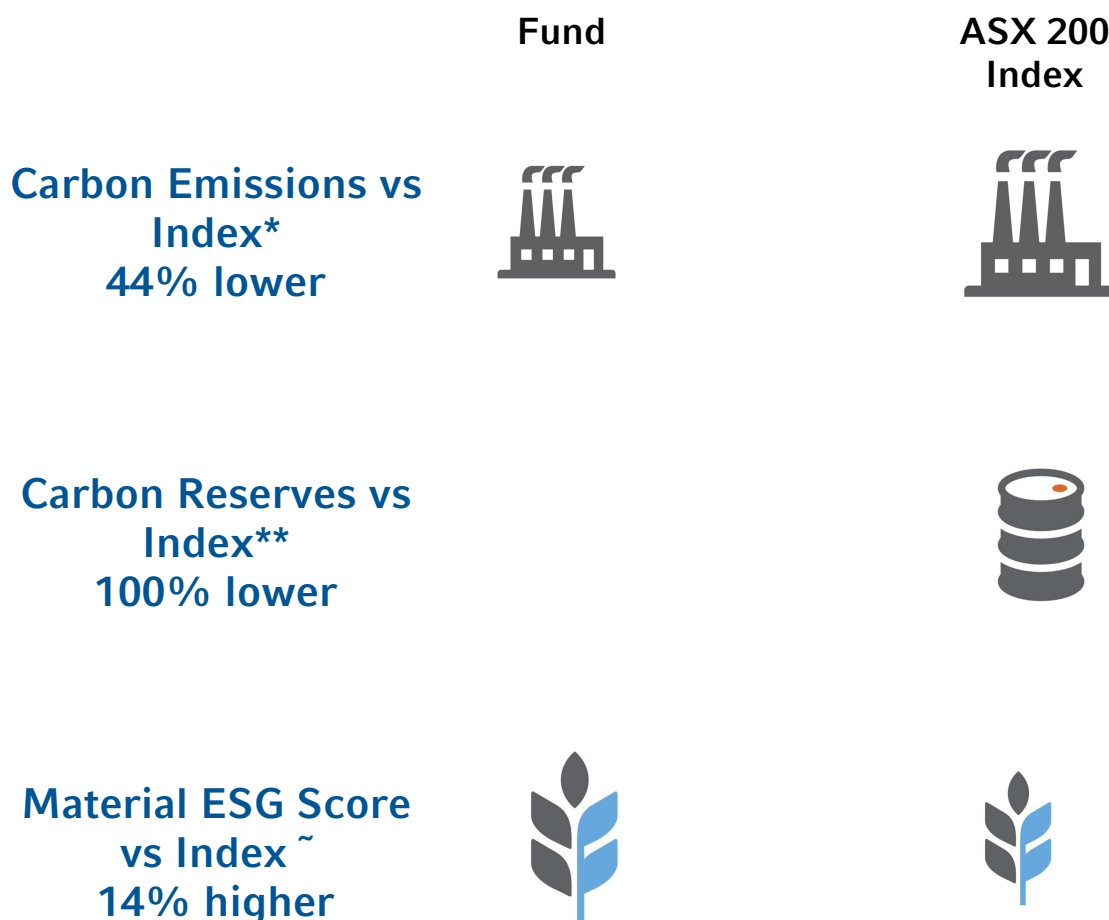 Fund
ASX 200
Index
Carbon Emissions vs
Index*
44% lower
Carbon Reserves vs
Index**
100% lower
Material ESG Score
vs Index ~
14% higher